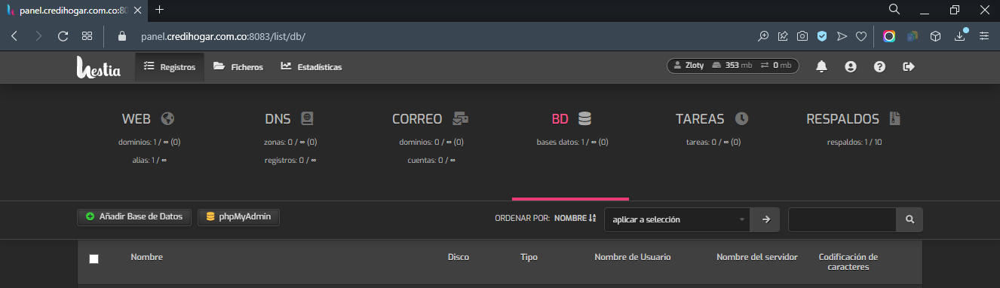 panel.credihogar.com.co:80
panel.credihogar.com.co:8083/list/db/
Hestia
Registros
Ficheros
Estadísticas
Zloty 353 mb 0 mb
WEB
dominios: 1 / ∞ (0)
alias: 1 / ∞
DNS
zonas: 0 / ∞ (0)
registros: 0 / ∞
CORREO
dominios: 0 / ∞ (0)
cuentas: 0 / ∞
BD
bases datos: 1 / ∞ (0)
TAREAS
tareas: 0 / ∞ (0)
RESPALDOS
respaldos: 1 / 10
Añadir Base de Datos
phpMyAdmin
ORDENAR POR: NOMBRE
aplicar a selección
Nombre
Disco
Tipo
Nombre de Usuario
Nombre del servidor
Codificación de
caracteres